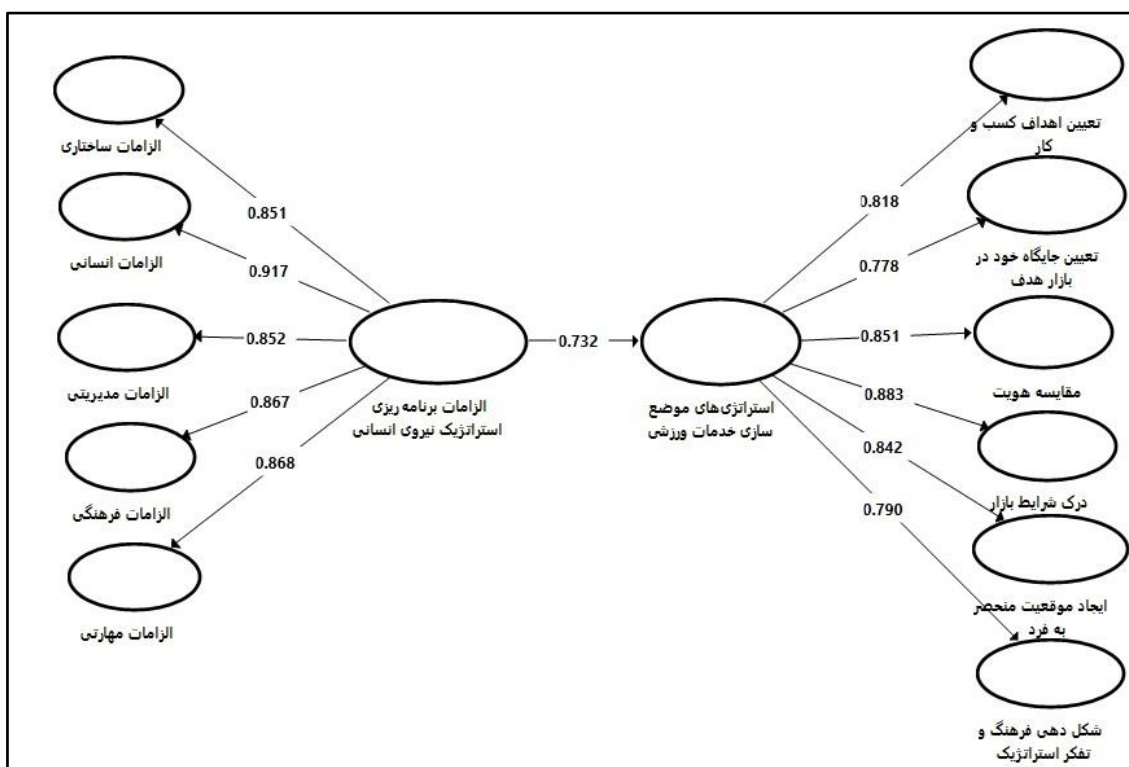 الزامات ساختاری
الزامات انسانی
الزامات مدیریتی
الزامات فرهنگی
الزامات مهارتی
0.851
0.917
0.852
0.867
0.868
الزامات برنامه ریزی
استراتژیک نیروی انسانی
0.732
استراتژی‌های موضع
سازی خدمات ورزشی
0.818
0.778
0.851
0.883
0.842
0.790
تعیین اهداف کسب و
کار
تعیین جایگاه خود در
بازار هدف
مقایسه هویت
درک شرایط بازار
ایجاد موقعیت منحصر
به فرد
شکل دهی فرهنگ و
تفکر استراتژیک